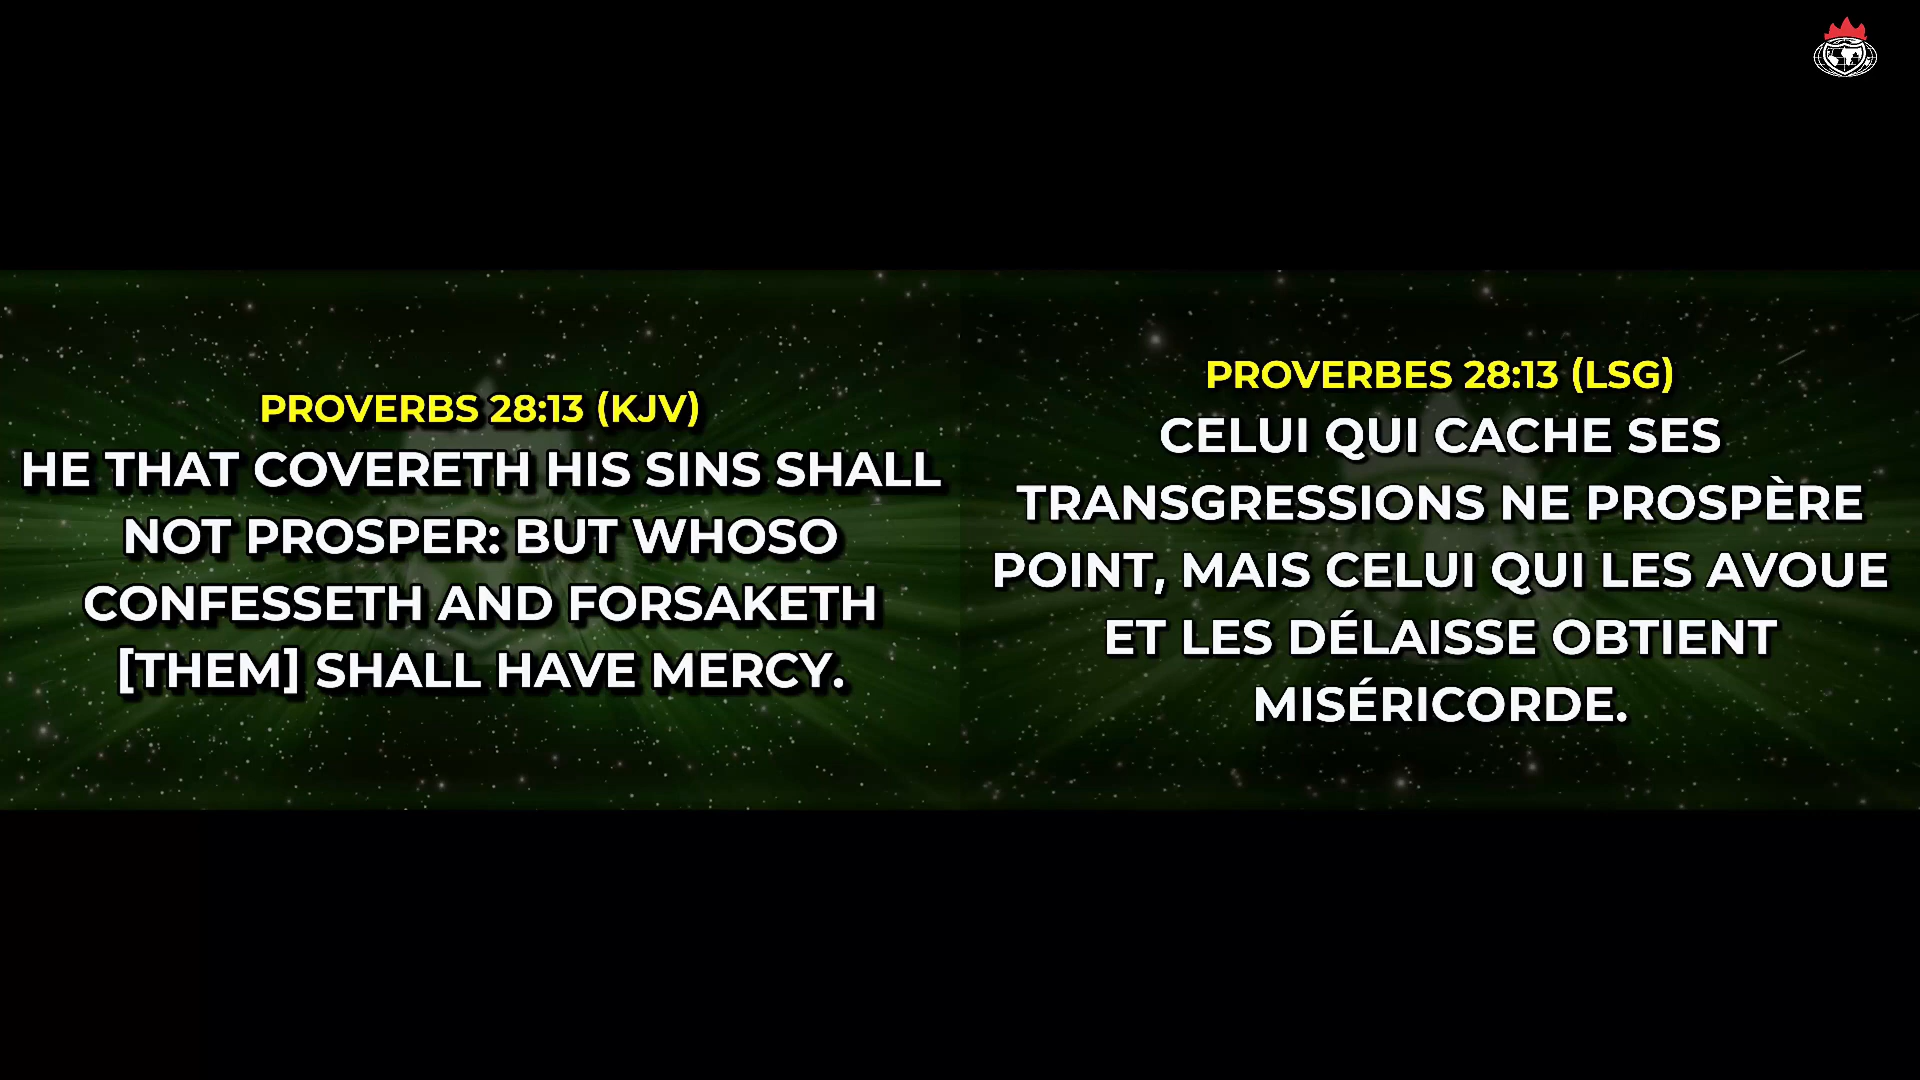 PROVERBS 28:13 (KJV)
HE THAT COVERETH HIS SINS SHALL
NOT PROSPER: BUT WHOSO
CONFESSETH AND FORSAKETH
[THEM] SHALL HAVE MERCY.
PROVERBES 28:13 (LSG)
CELUI QUI CACHE SES
TRANSGRESSIONS NE PROSPÈRE
POINT, MAIS CELUI QUI LES AVOUE
ET LES DÉLAISSE OBTIENT
MISÉRICORDE.